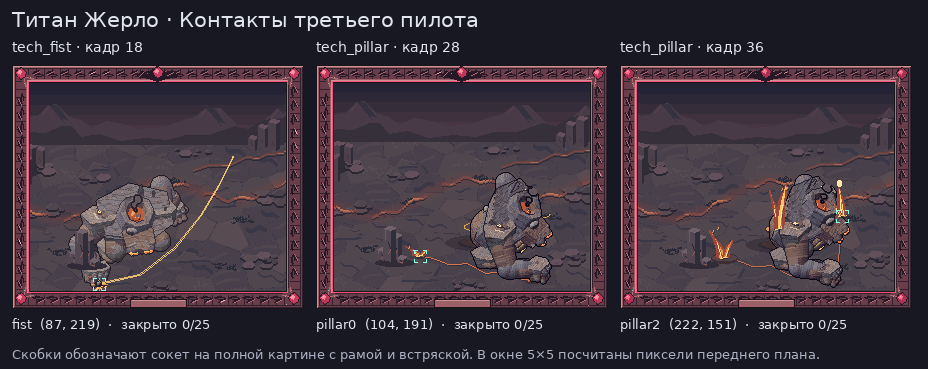 Титан Жерло · Контакты третьего пилота
tech_fist · кадр 18
tech_pillar · кадр 28
tech_pillar · кадр 36
fist (87, 219) · закрыто 0/25
pillar0 (104, 191) · закрыто 0/25
pillar2 (222, 151) · закрыто 0/25
Скобки обозначают сокет на полной картине с рамой и встряской. В окне 5×5 посчитаны пиксели переднего плана.